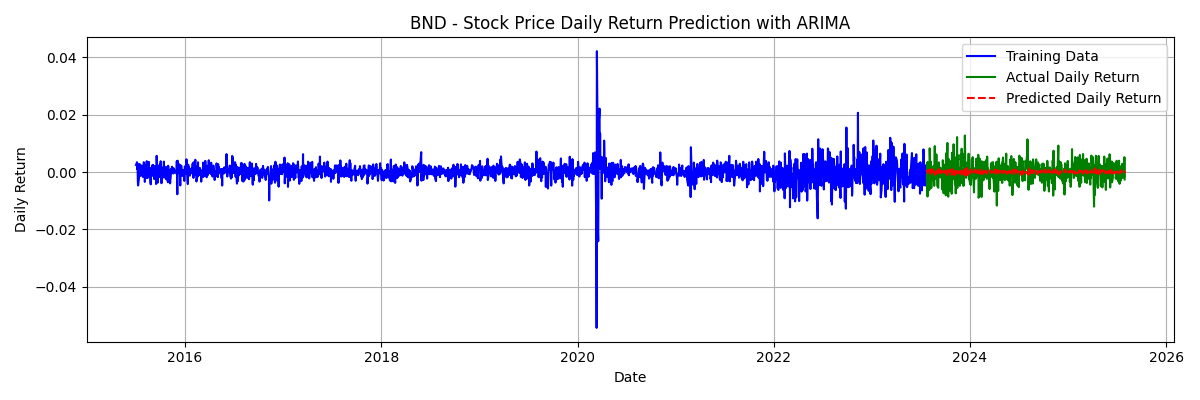 BND - Stock Price Daily Return Prediction with ARIMA
Training Data
Actual Daily Return
Predicted Daily Return
Daily Return
0.04
0.02
0.00
−0.02
−0.04
2016 2018 2020 2022 2024 2026
Date